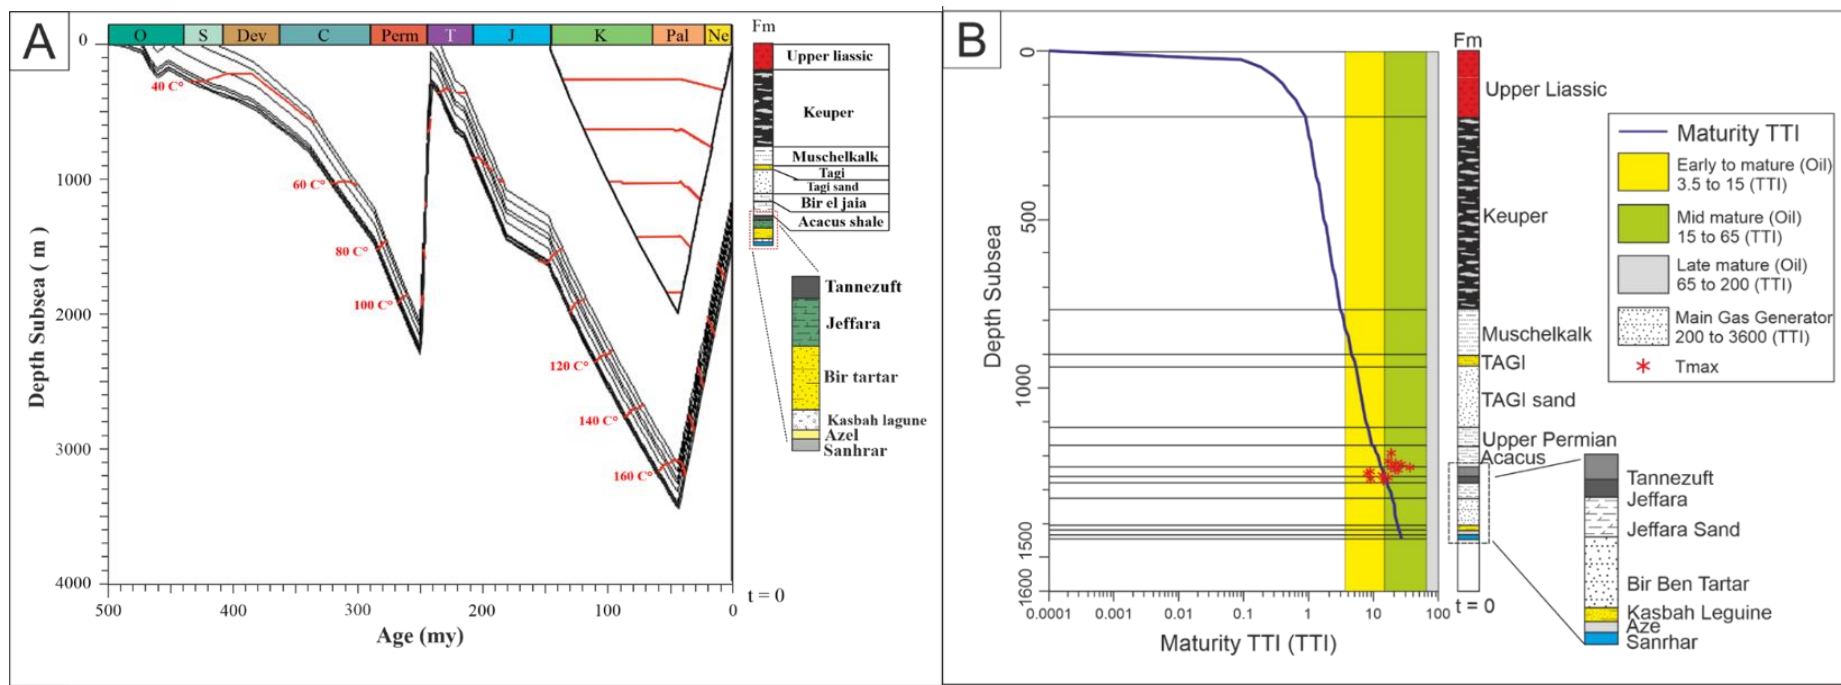 A
O S Dev C Perm T J K Pal Ne
Fm
Depth Subsea ( m )
0
1000
2000
3000
4000
500 400 300 200 100 0
Age (my)
t = 0
40 C°
60 C°
80 C°
100 C°
120 C°
140 C°
160 C°
Upper liassic
Keuper
Muschelkalk
Tagi
Tagi sand
Bir el jaia
Acacus shale
Tannezuft
Jeffara
Bir tartar
Kasbah lagune
Azel
Sanhrar
B
Depth Subsea
0
500
1000
1500
1600
0.0001 0.001 0.01 0.1 1 10 100
Maturity TTI (TTI)
t = 0
Fm
Upper Liassic
Keuper
Muschelkalk
TAGI
TAGI sand
Upper Permian
Acacus
Tannezuft
Jeffara
Jeffara Sand
Bir Ben Tartar
Kasbah Leguine
Aze
Sanrhar
Maturity TTI
Early to mature (Oil)
3.5 to 15 (TTI)
Mid mature (Oil)
15 to 65 (TTI)
Late mature (Oil)
65 to 200 (TTI)
Main Gas Generator
200 to 3600 (TTI)
Tmax